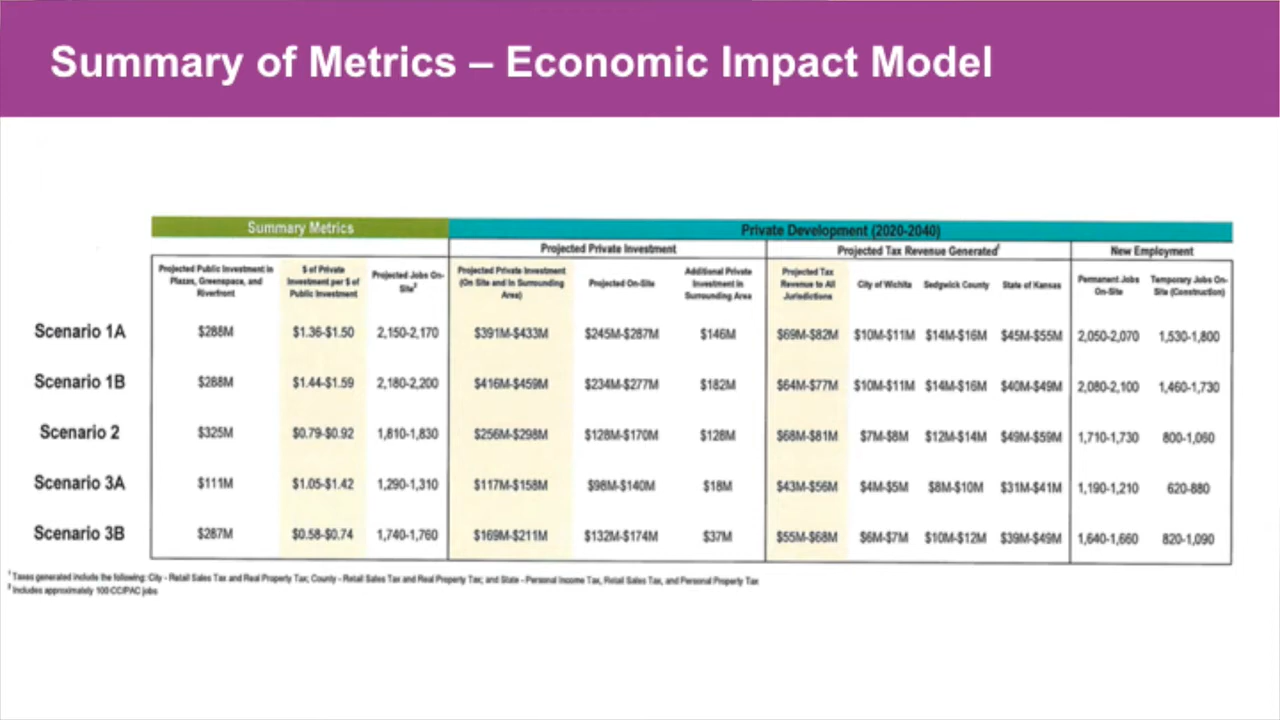 Summary of Metrics – Economic Impact Model
Summary Metrics
Private Development (2020-2040)
Projected Private Investment
Projected Tax Revenue Generated¹
New Employment
Projected Public Investment in Plazas, Greenspace, and Riverfront
$ of Private Investment per $ of Public Investment
Projected Jobs On-Site²
Projected Private Investment (On Site and In Surrounding Area)
Projected On-Site
Additional Private Investment in Surrounding Area
Projected Tax Revenue to All Jurisdictions
City of Wichita
Sedgwick County
State of Kansas
Permanent Jobs On-Site
Temporary Jobs On-Site (Construction)
Scenario 1A $288M $1.36-$1.50 2,150-2,170 $391M-$433M $245M-$287M $146M $69M-$82M $10M-$11M $14M-$16M $45M-$55M 2,050-2,070 1,530-1,800
Scenario 1B $288M $1.44-$1.59 2,180-2,200 $416M-$459M $234M-$277M $182M $64M-$77M $10M-$11M $14M-$16M $40M-$49M 2,080-2,100 1,460-1,730
Scenario 2 $325M $0.79-$0.92 1,810-1,830 $256M-$298M $128M-$170M $128M $68M-$81M $7M-$8M $12M-$14M $49M-$59M 1,710-1,730 800-1,060
Scenario 3A $111M $1.05-$1.42 1,290-1,310 $117M-$158M $98M-$140M $18M $43M-$56M $4M-$5M $8M-$10M $31M-$41M 1,190-1,210 620-880
Scenario 3B $287M $0.58-$0.74 1,740-1,760 $169M-$211M $132M-$174M $37M $55M-$68M $6M-$7M $10M-$12M $39M-$49M 1,640-1,660 820-1,090
¹ Taxes generated include the following: City - Retail Sales Tax and Real Property Tax; County - Retail Sales Tax and Real Property Tax; and State - Personal Income Tax, Retail Sales Tax, and Personal Property Tax
² Includes approximately 100 CC/PAC jobs